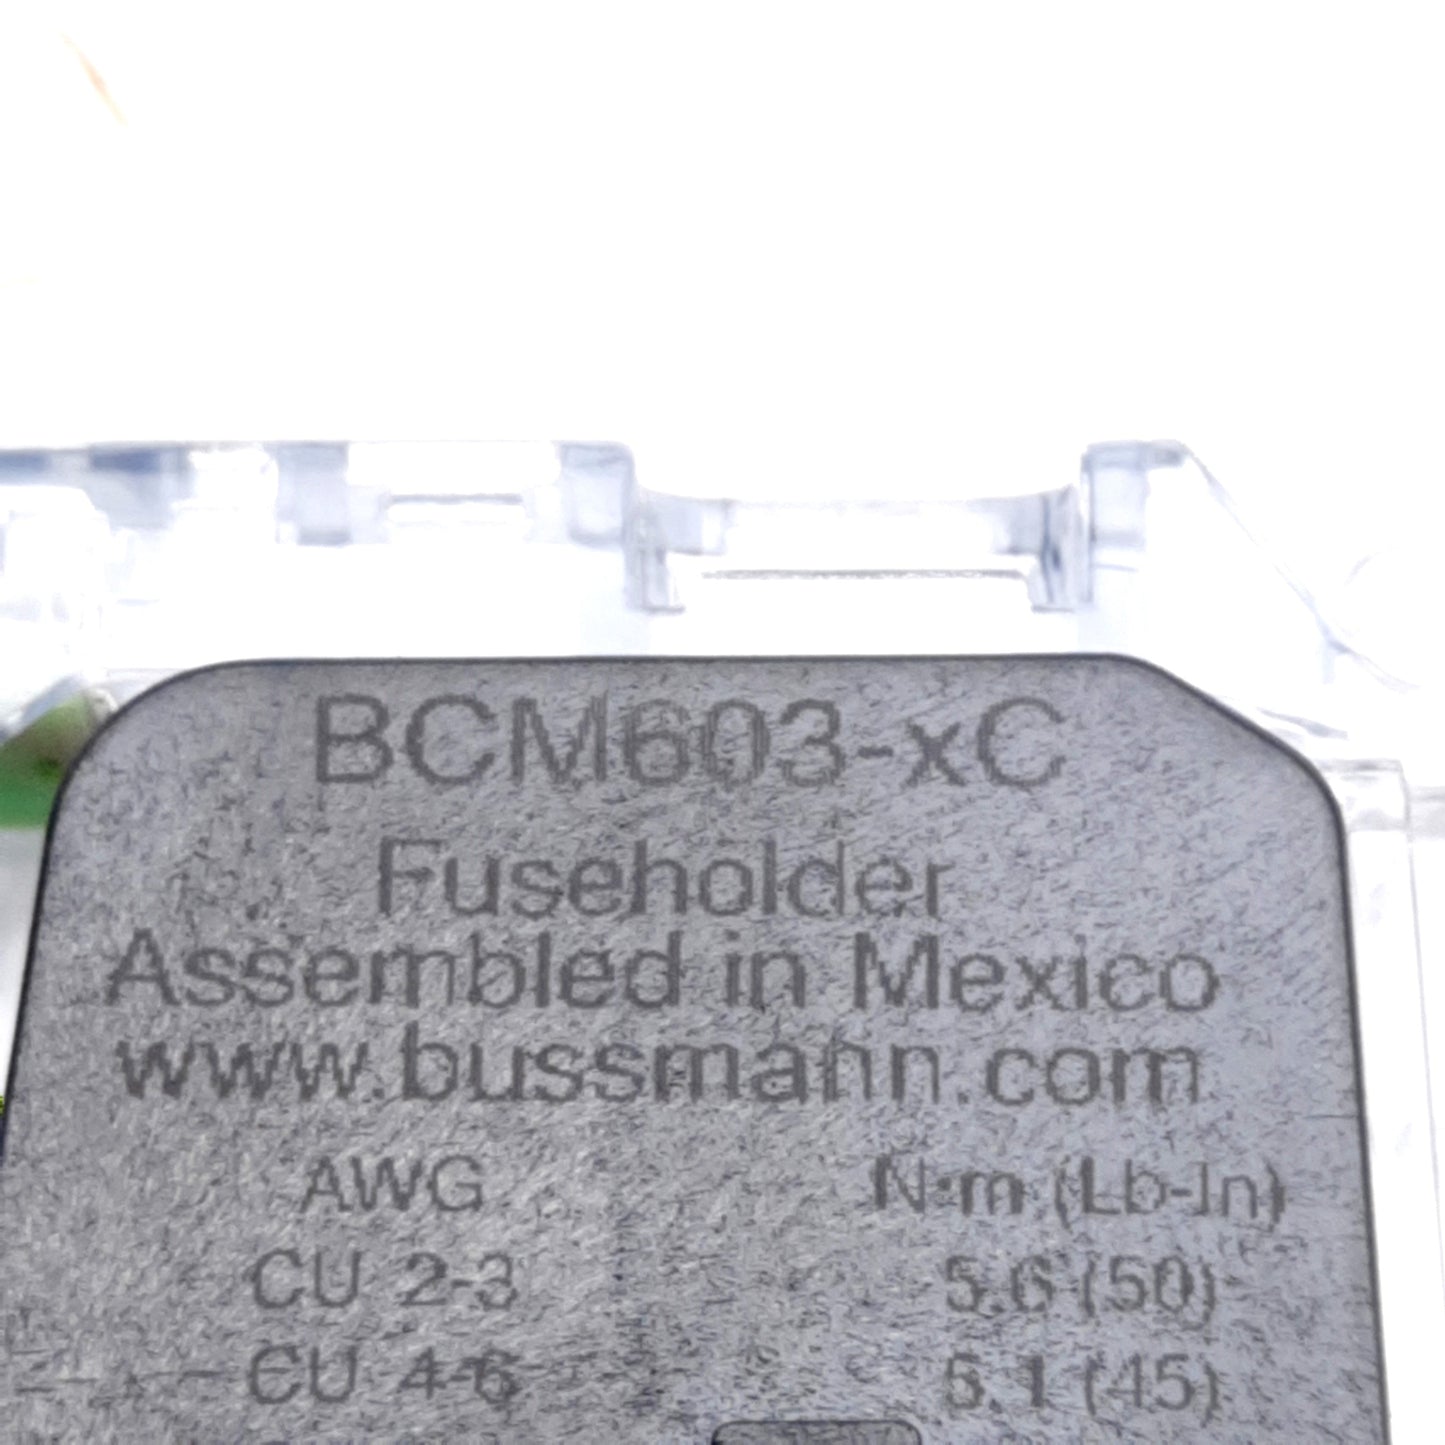 BCM603-xC
Fuseholder
Assembled in Mexico
www.bussmann.com
AWG N·m (Lb-In)
CU 2-3 5.6 (50)
CU 4-6 5.1 (45)